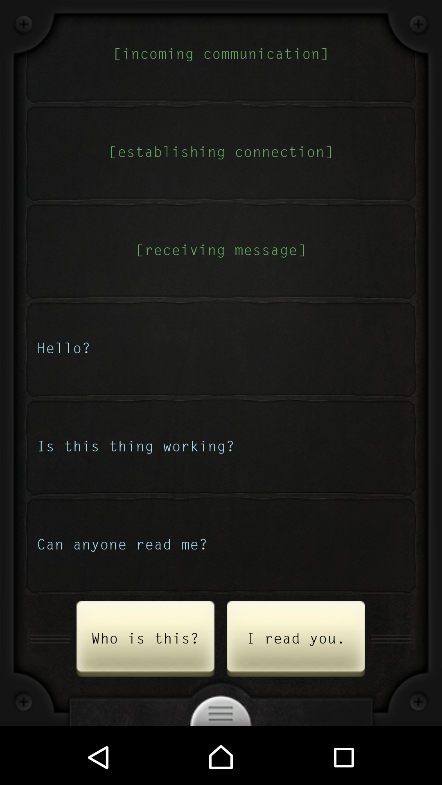 [incoming communication]
[establishing connection]
[receiving message]
Hello?
Is this thing working?
Can anyone read me?
Who is this?
I read you.